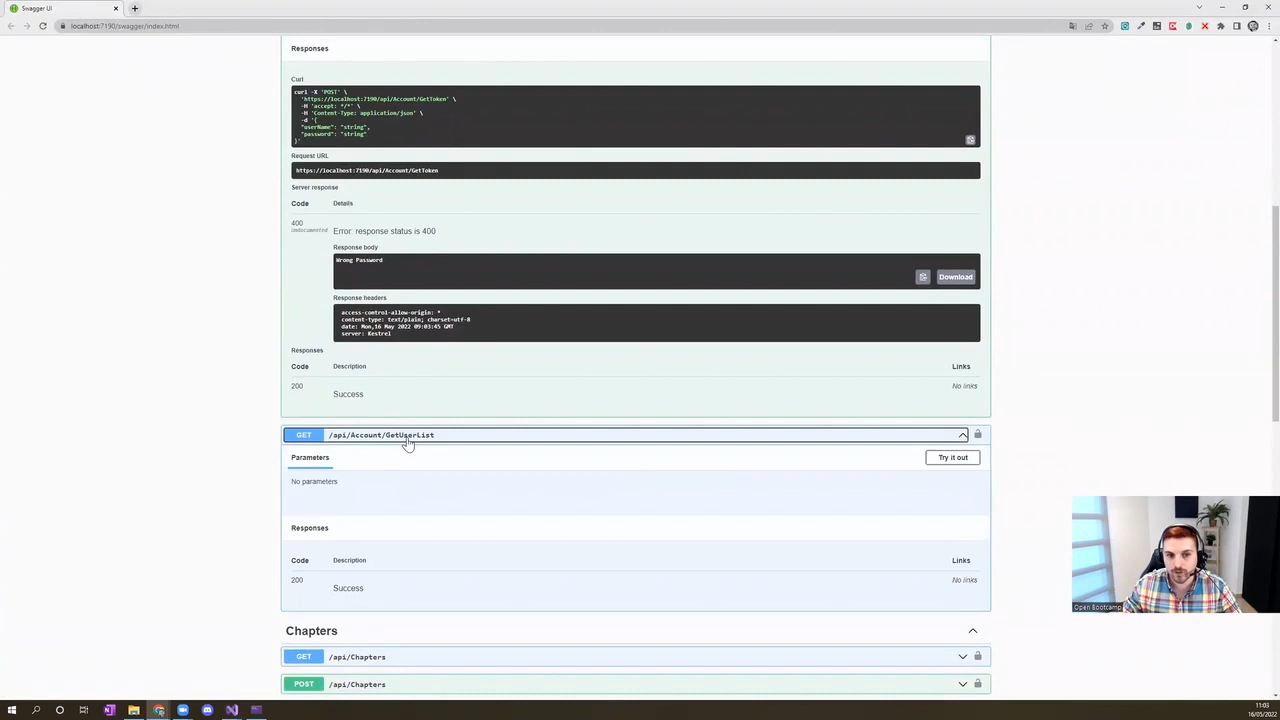 Swagger UI
localhost:7190/swagger/index.html
Responses
Curl
curl -X 'POST' \
'https://localhost:7190/api/Account/GetToken' \
-H 'accept: */*' \
-H 'Content-Type: application/json' \
-d '{
"userName": "string",
"password": "string"
}'
Request URL
https://localhost:7190/api/Account/GetToken
Server response
Code Details
400
Undocumented
Error: response status is 400
Response body
Wrong Password
Download
Response headers
access-control-allow-origin: *
content-type: text/plain; charset=utf-8
date: Mon,16 May 2022 09:03:45 GMT
server: Kestrel
Responses
Code Description Links
200 Success No links
GET /api/Account/GetUserList
Parameters Try it out
No parameters
Responses
Code Description Links
200 Success No links
Open Bootcamp
Chapters
GET /api/Chapters
POST /api/Chapters
11:03
16/05/2022